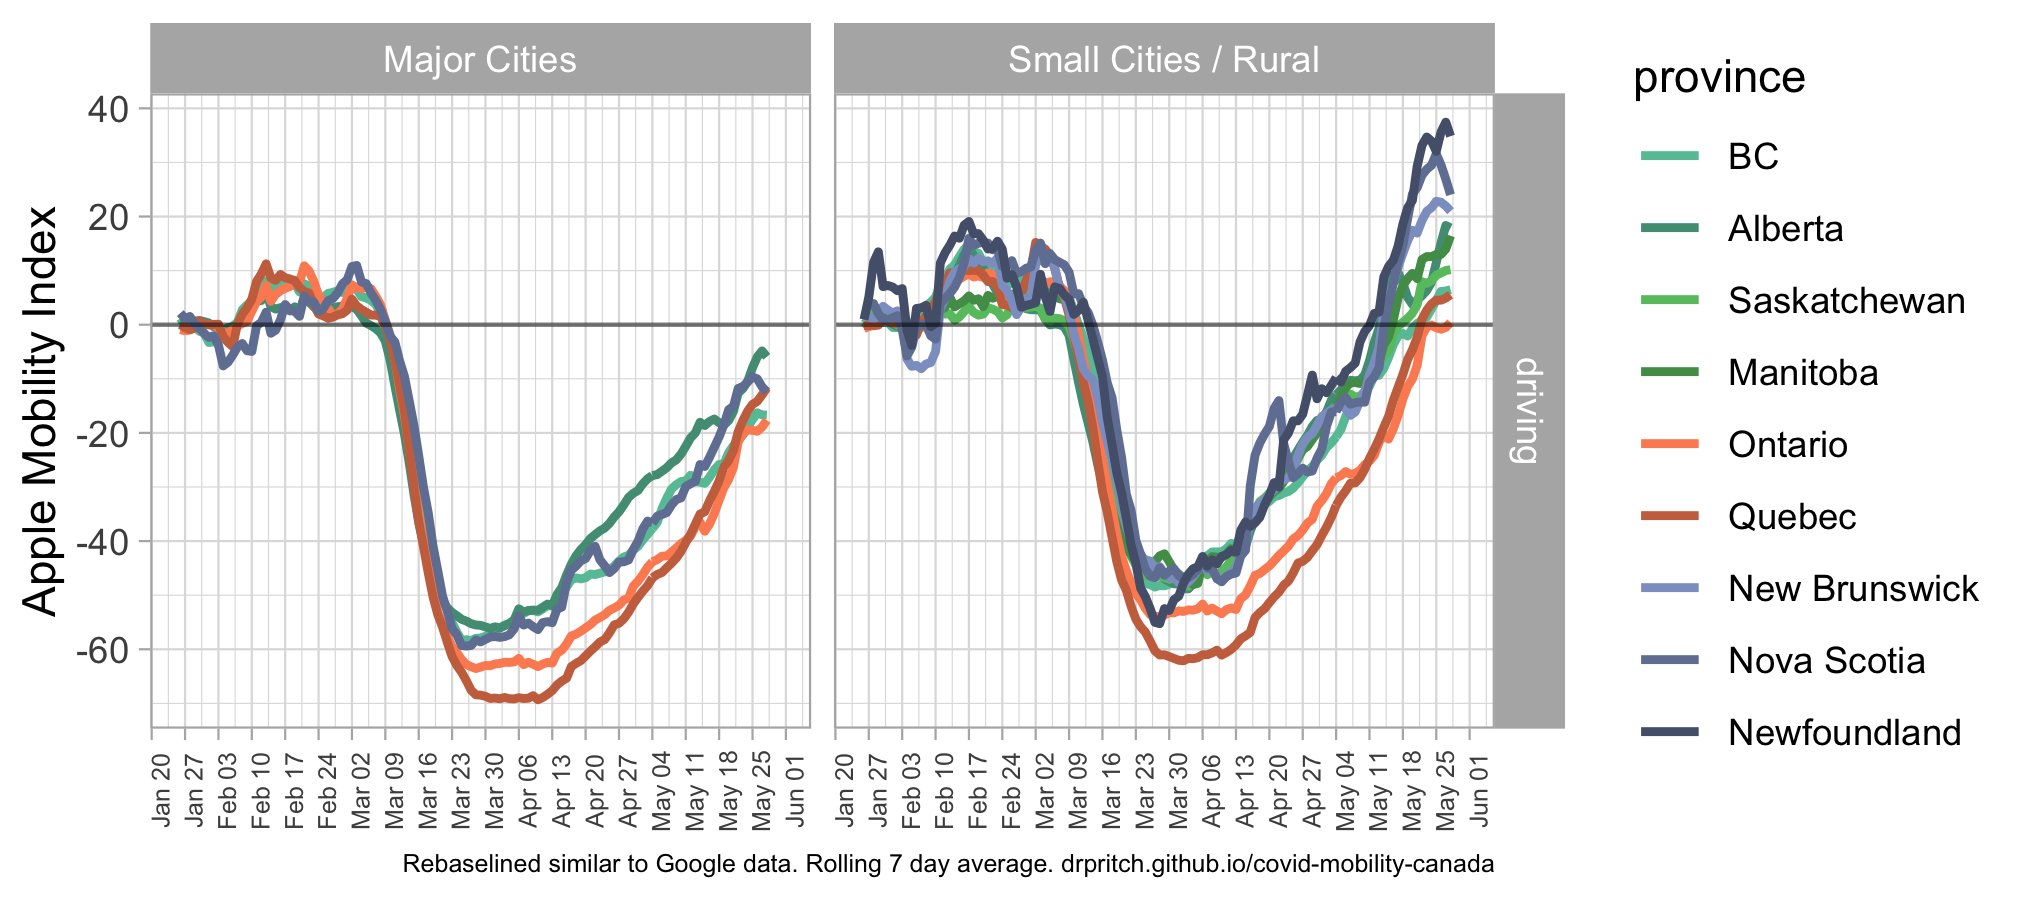 Major Cities
Small Cities / Rural
province
40
20
0
-20
-40
-60
Apple Mobility Index
driving
BC
Alberta
Saskatchewan
Manitoba
Ontario
Quebec
New Brunswick
Nova Scotia
Newfoundland
Jan 20
Jan 27
Feb 03
Feb 10
Feb 17
Feb 24
Mar 02
Mar 09
Mar 16
Mar 23
Mar 30
Apr 06
Apr 13
Apr 20
Apr 27
May 04
May 11
May 18
May 25
Jun 01
Jan 20
Jan 27
Feb 03
Feb 10
Feb 17
Feb 24
Mar 02
Mar 09
Mar 16
Mar 23
Mar 30
Apr 06
Apr 13
Apr 20
Apr 27
May 04
May 11
May 18
May 25
Jun 01
Rebaselined similar to Google data. Rolling 7 day average. drpritch.github.io/covid-mobility-canada